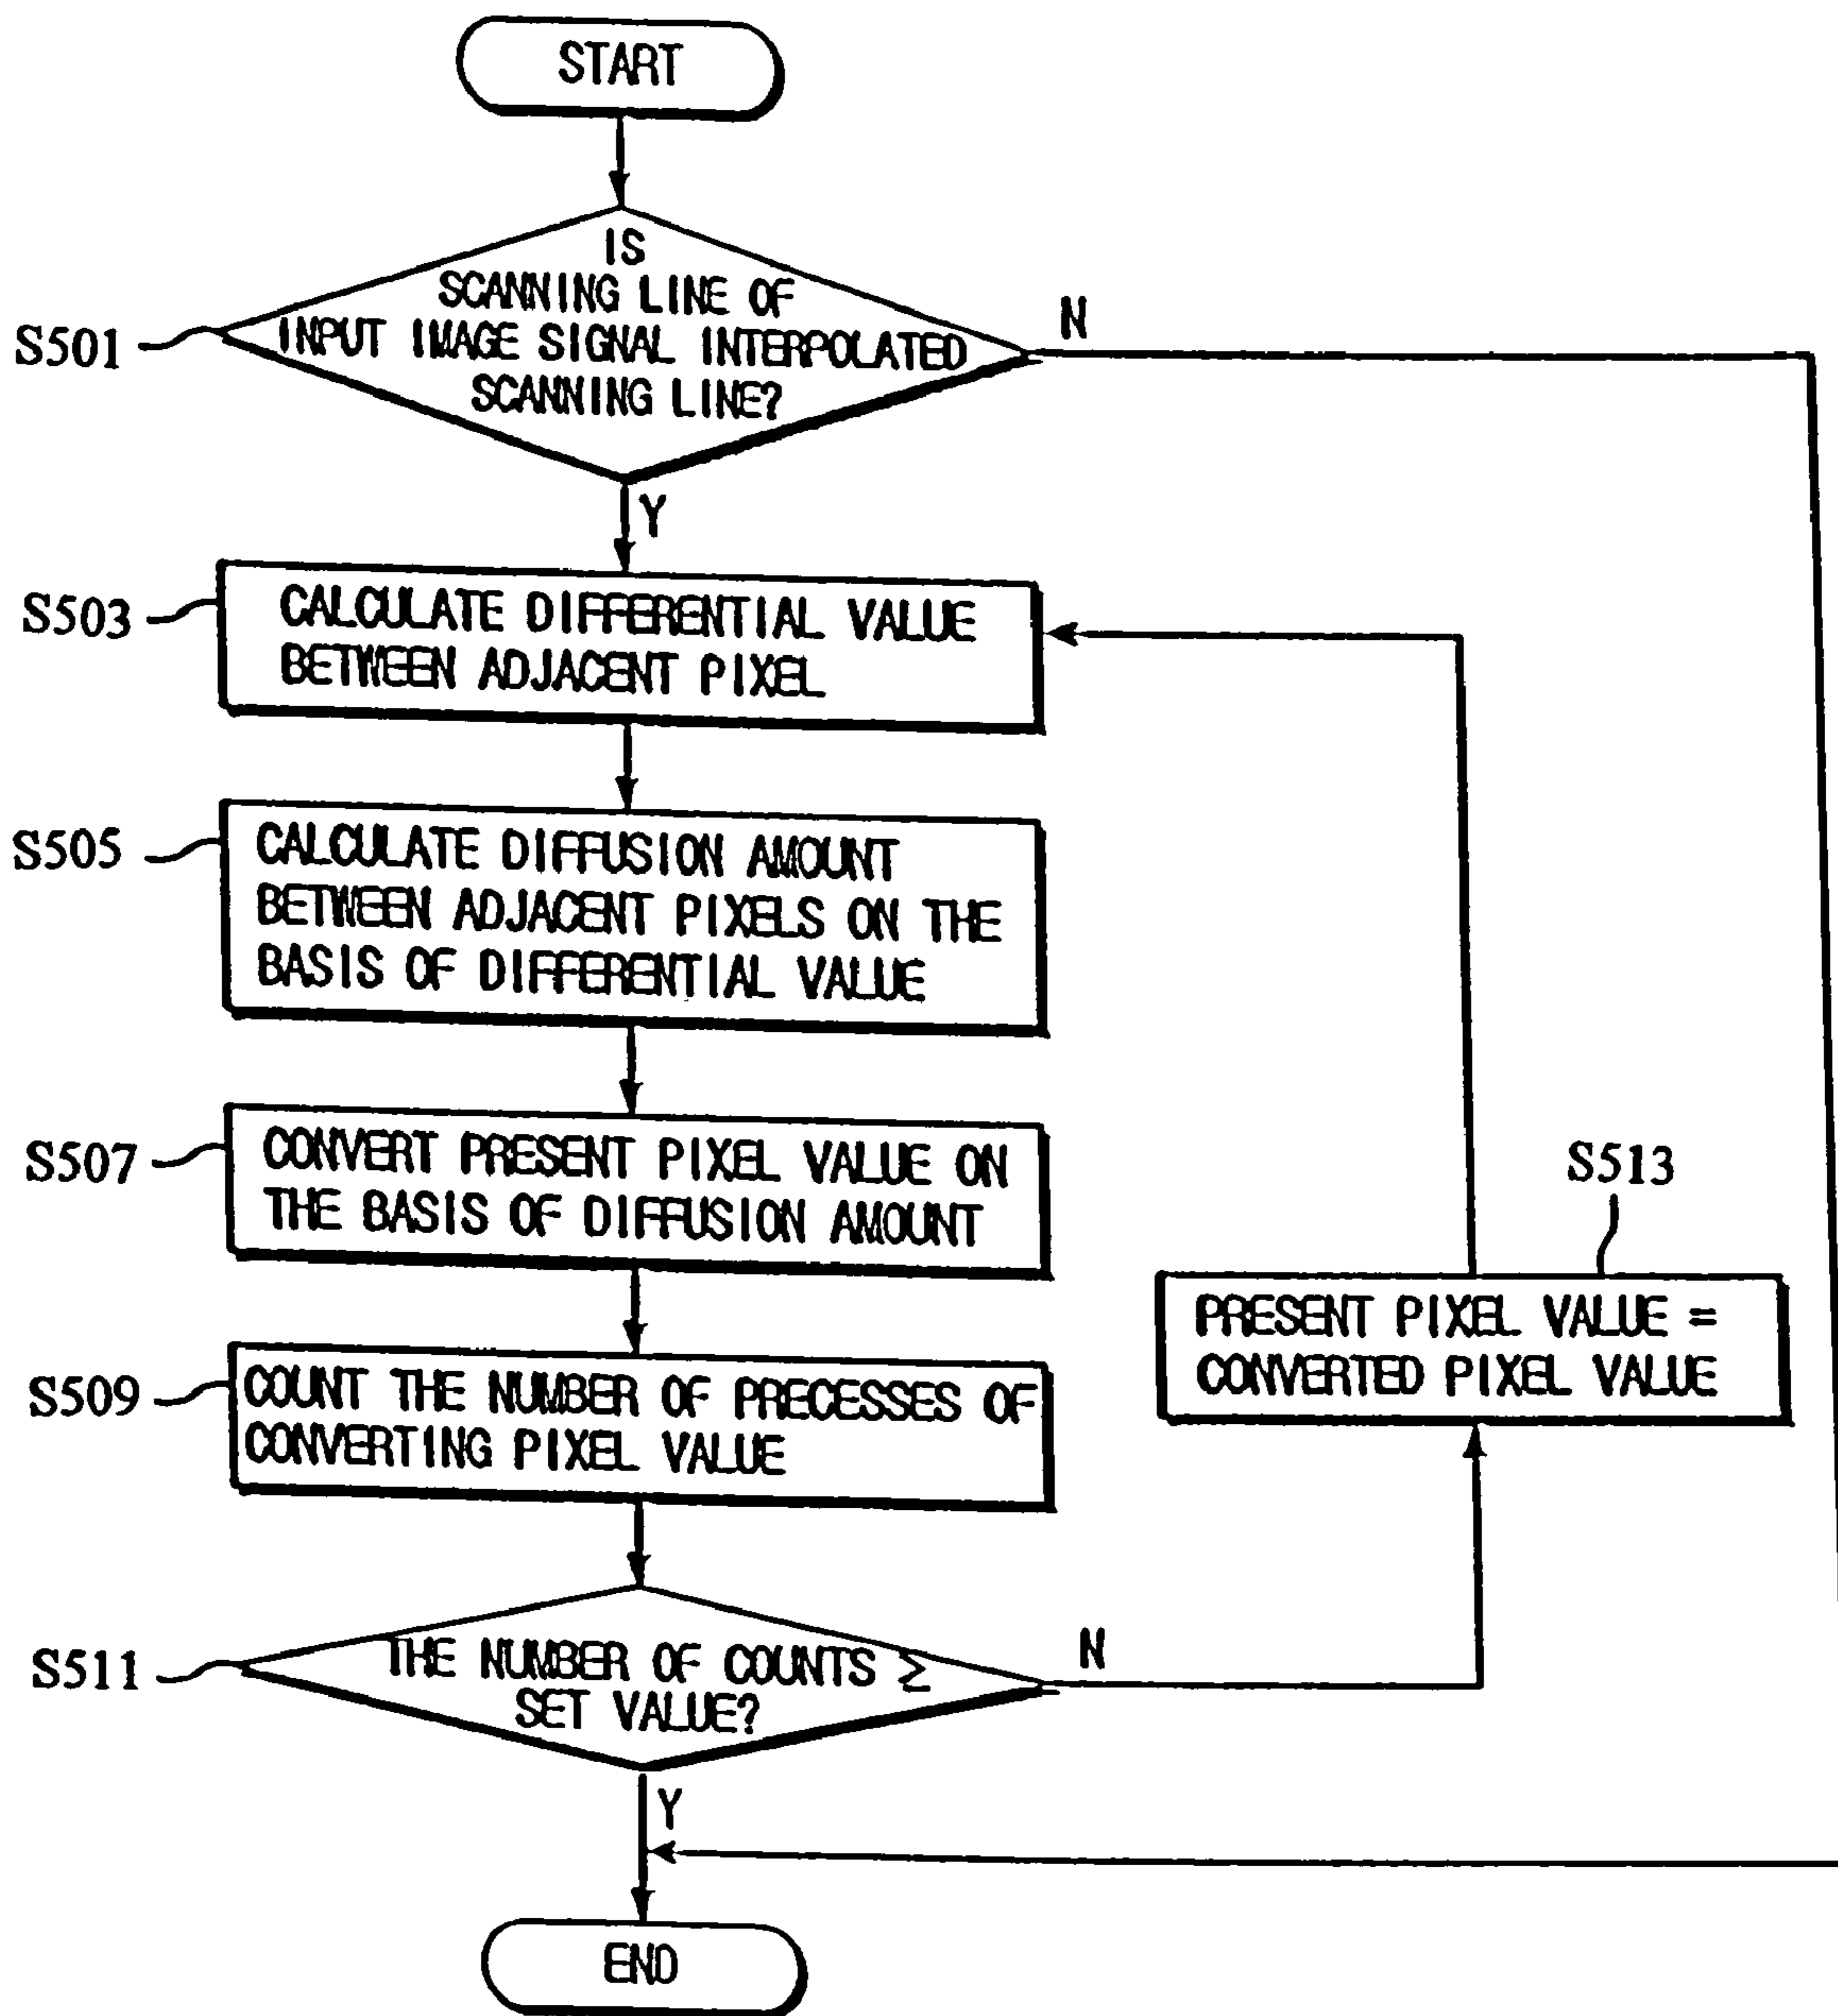 START
IS
SCANNING LINE OF
INPUT IMAGE SIGNAL INTERPOLATED
SCANNING LINE?
S501
N
Y
S503
CALCULATE DIFFERENTIAL VALUE
BETWEEN ADJACENT PIXEL
S505
CALCULATE DIFFUSION AMOUNT
BETWEEN ADJACENT PIXELS ON THE
BASIS OF DIFFERENTIAL VALUE
S507
CONVERT PRESENT PIXEL VALUE ON
THE BASIS OF DIFFUSION AMOUNT
S513
PRESENT PIXEL VALUE =
CONVERTED PIXEL VALUE
S509
COUNT THE NUMBER OF PRECESSES OF
CONVERTING PIXEL VALUE
S511
THE NUMBER OF COUNTS ∑
SET VALUE?
N
Y
END